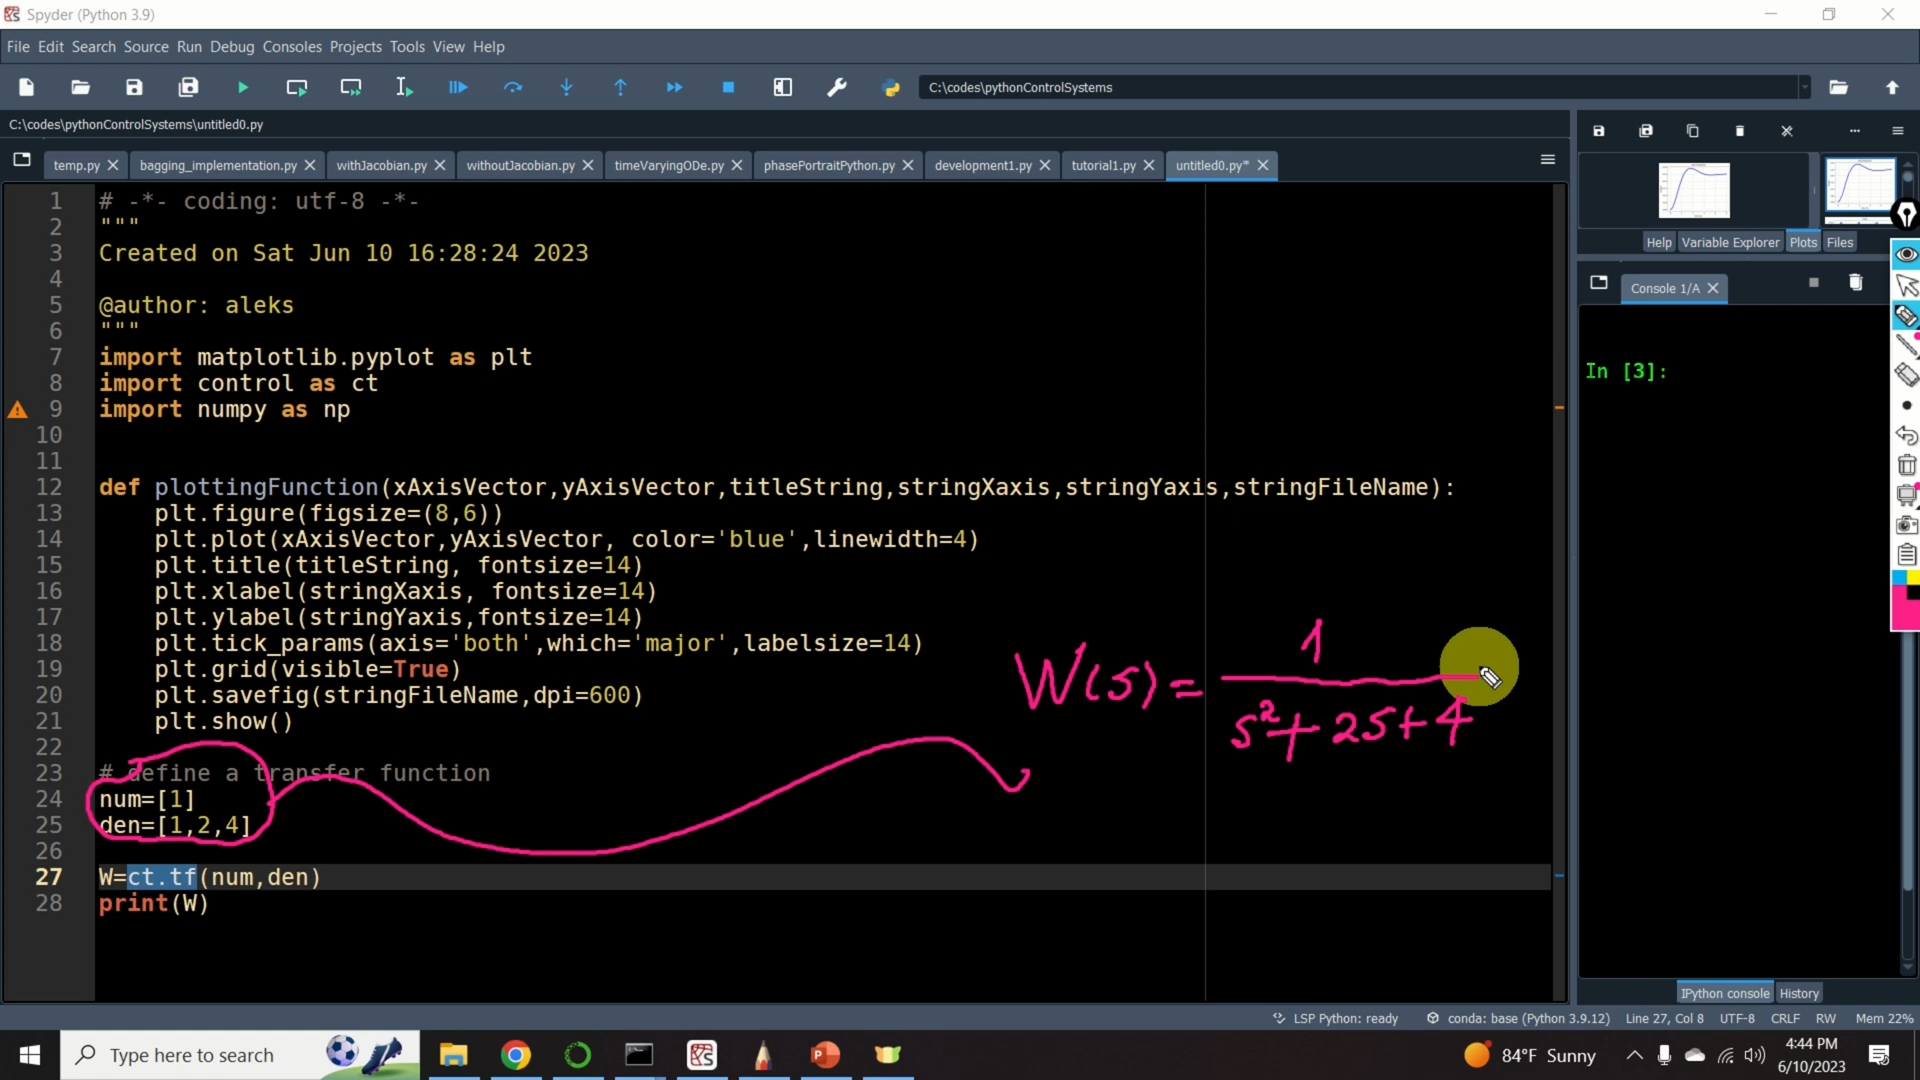 Spyder (Python 3.9)
File Edit Search Source Run Debug Consoles Projects Tools View Help
C:\codes\pythonControlSystems
C:\codes\pythonControlSystems\untitled0.py
temp.py bagging_implementation.py withJacobian.py withoutJacobian.py timeVaryingODe.py phasePortraitPython.py development1.py tutorial1.py untitled0.py*
1 # -*- coding: utf-8 -*-
2 """
3 Created on Sat Jun 10 16:28:24 2023
4
5 @author: aleks
6 """
7 import matplotlib.pyplot as plt
8 import control as ct
9 import numpy as np
10
11
12 def plottingFunction(xAxisVector,yAxisVector,titleString,stringXaxis,stringYaxis,stringFileName):
13 plt.figure(figsize=(8,6))
14 plt.plot(xAxisVector,yAxisVector, color='blue',linewidth=4)
15 plt.title(titleString, fontsize=14)
16 plt.xlabel(stringXaxis, fontsize=14)
17 plt.ylabel(stringYaxis,fontsize=14)
18 plt.tick_params(axis='both',which='major',labelsize=14)
19 plt.grid(visible=True)
20 plt.savefig(stringFileName,dpi=600)
21 plt.show()
22
23 # define a transfer function
24 num=[1]
25 den=[1,2,4]
26
27 W=ct.tf(num,den)
28 print(W)
1
W(s)=
s²+2s+4
Help Variable Explorer Plots Files
Console 1/A
In [3]:
IPython console History
LSP Python: ready conda: base (Python 3.9.12) Line 27, Col 8 UTF-8 CRLF RW Mem 22%
Type here to search
84°F Sunny
4:44 PM
6/10/2023